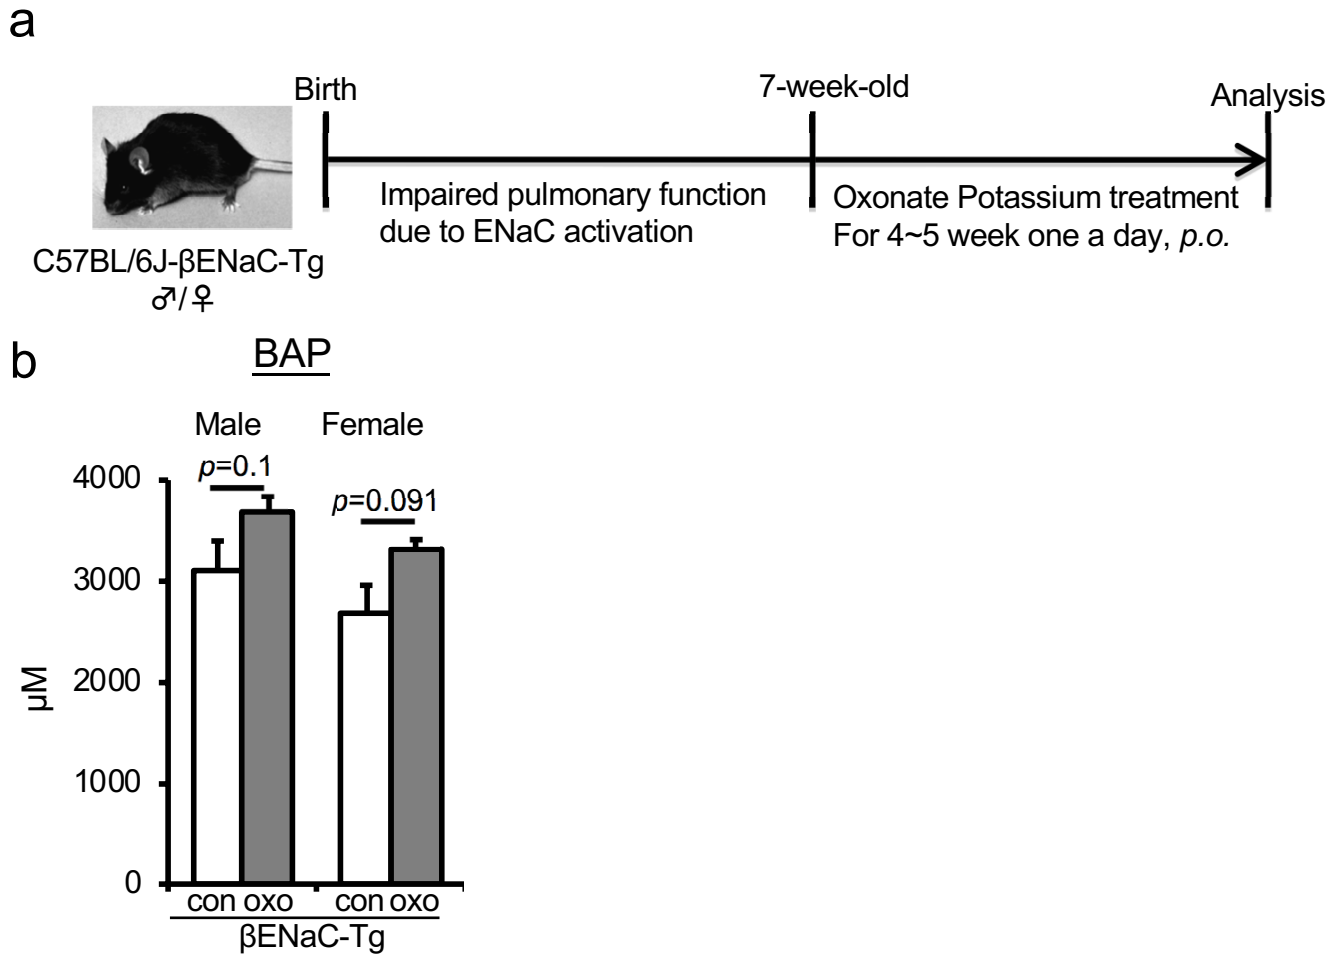 a
Birth
7-week-old
Analysis
Impaired pulmonary function
due to ENaC activation
Oxonate Potassium treatment
For 4~5 week one a day, p.o.
C57BL/6J-βENaC-Tg
♂/♀
b
BAP
Male Female
p=0.1
p=0.091
4000
3000
2000
1000
0
μM
con oxo con oxo
βENaC-Tg